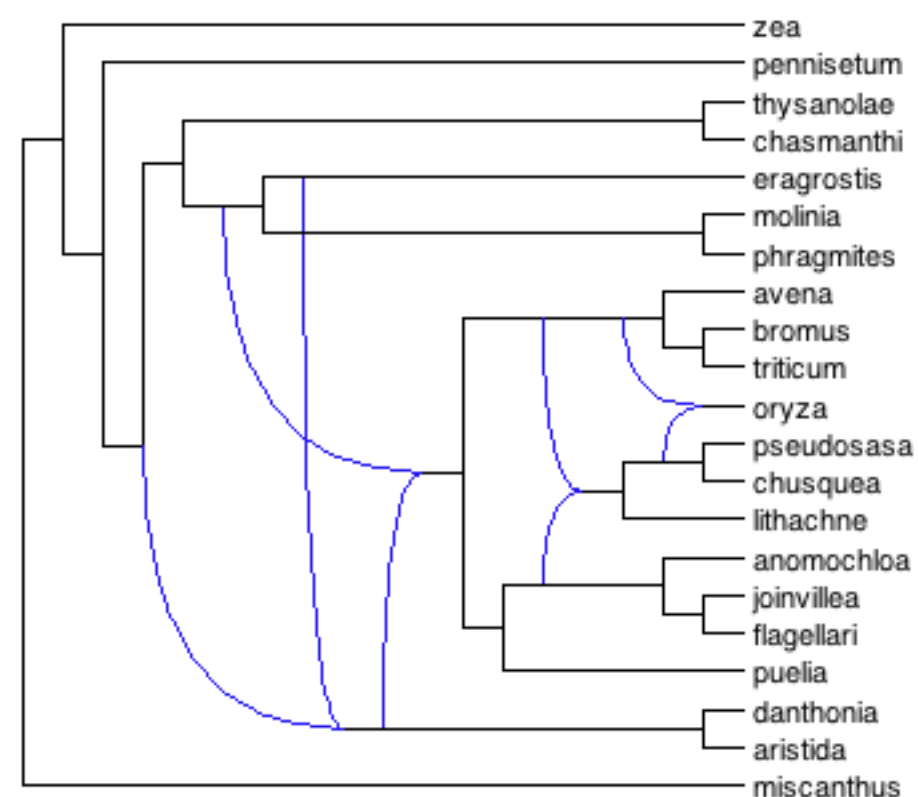 zea
pennisetum
thysanolae
chasmanthi
eragrostis
molinia
phragmites
avena
bromus
triticum
oryza
pseudosasa
chusquea
lithachne
anomochloa
joinvillea
flagellari
puelia
danthonia
aristida
miscanthus